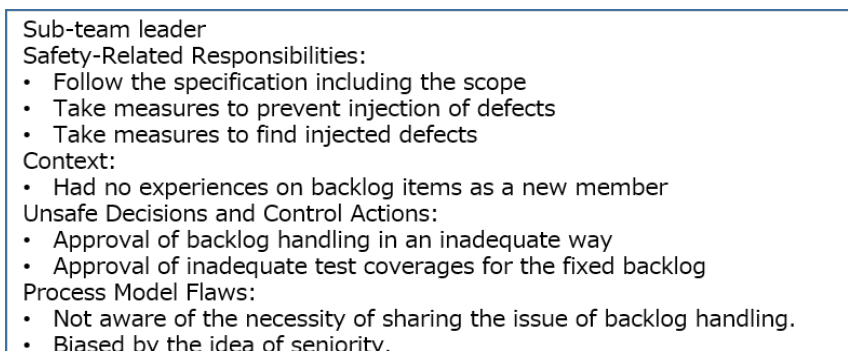 Sub-team leader
Safety-Related Responsibilities:
• Follow the specification including the scope
• Take measures to prevent injection of defects
• Take measures to find injected defects
Context:
• Had no experiences on backlog items as a new member
Unsafe Decisions and Control Actions:
• Approval of backlog handling in an inadequate way
• Approval of inadequate test coverages for the fixed backlog
Process Model Flaws:
• Not aware of the necessity of sharing the issue of backlog handling.
• Biased by the idea of seniority.